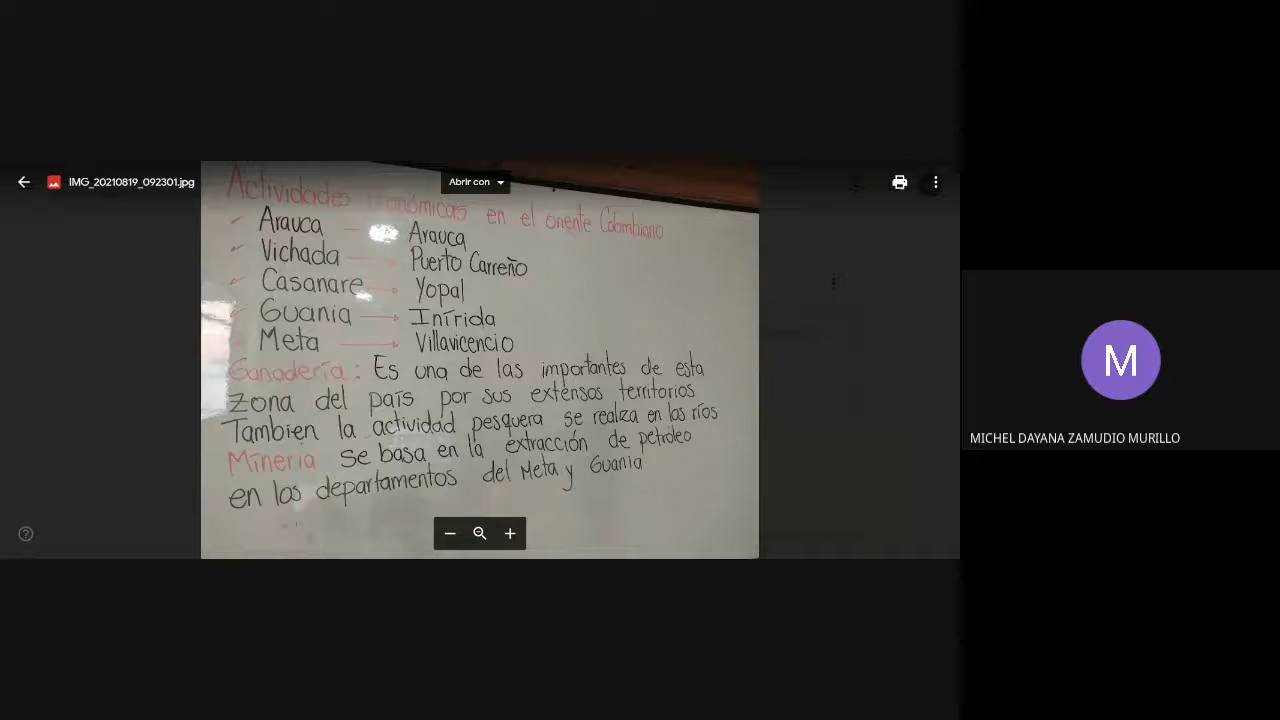 IMG_20210819_092301.jpg
Abrir con
Actividades económicas en el oriente Colombiano
Arauca Arauca
Vichada Puerto Carreño
Casanare Yopal
Guania Inírida
Meta Villavicencio
Ganadería: Es una de las importantes de esta
zona del país por sus extensos territorios
Tambien la actividad pesquera se realiza en los ríos
Minería se basa en la extracción de petroleo
en los departamentos del Meta y Guania
M
MICHEL DAYANA ZAMUDIO MURILLO